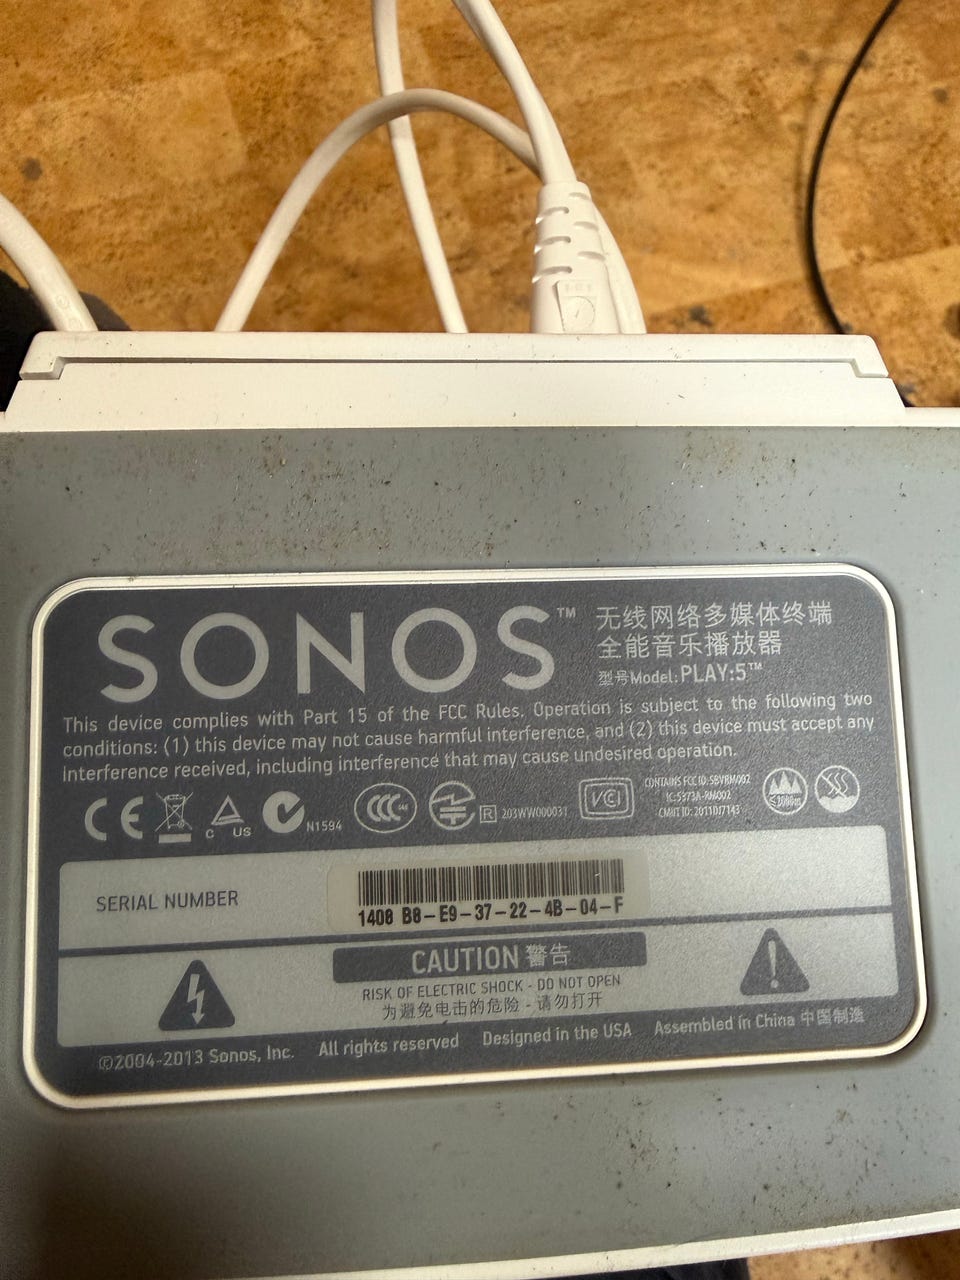 SONOS™
无线网络多媒体终端
全能音乐播放器
型号Model: PLAY:5™
This device complies with Part 15 of the FCC Rules. Operation is subject to the following two
conditions: (1) this device may not cause harmful interference, and (2) this device must accept any
interference received, including interference that may cause undesired operation.
CE
C US
N1594
CCC
R 203WW00003T
VCI
CONTAINS FCC ID: SBVRM002
IC: 5373A-RM002
CMIIT ID: 2011DJ7143
≤2000m
SERIAL NUMBER
1408 B8-E9-37-22-4B-04-F
CAUTION 警告
RISK OF ELECTRIC SHOCK - DO NOT OPEN
为避免电击的危险 - 请勿打开
©2004-2013 Sonos, Inc. All rights reserved Designed in the USA Assembled in China 中国制造